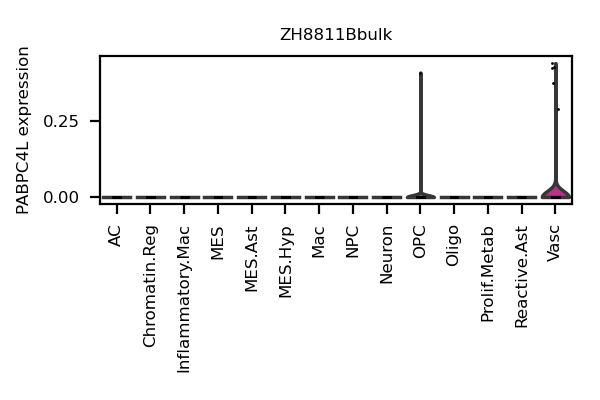 ZH8811Bbulk
PABPC4L expression
0.25
0.00
AC
Chromatin.Reg
Inflammatory.Mac
MES
MES.Ast
MES.Hyp
Mac
NPC
Neuron
OPC
Oligo
Prolif.Metab
Reactive.Ast
Vasc